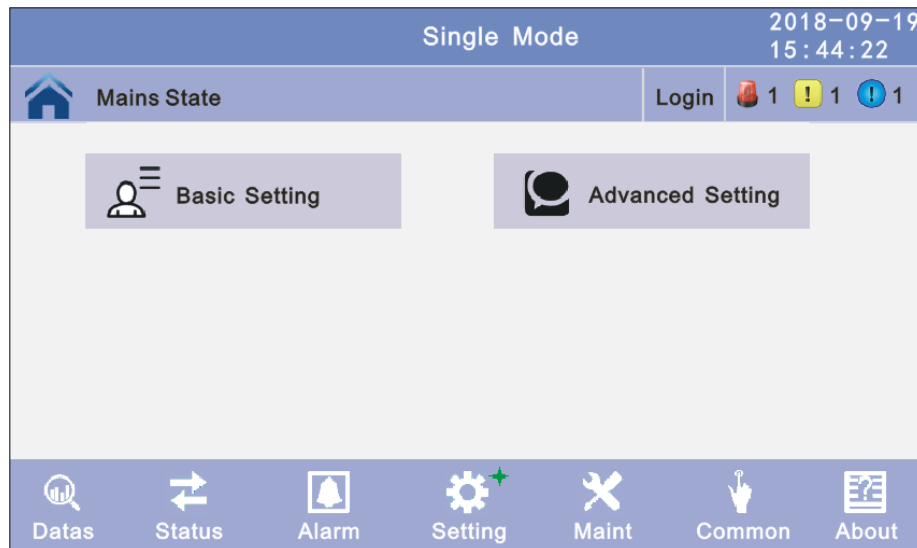 Single Mode
2018-09-19
15:44:22
Mains State
Login
1
! 1
! 1
Basic Setting
Advanced Setting
Datas
Status
Alarm
Setting
Maint
Common
About